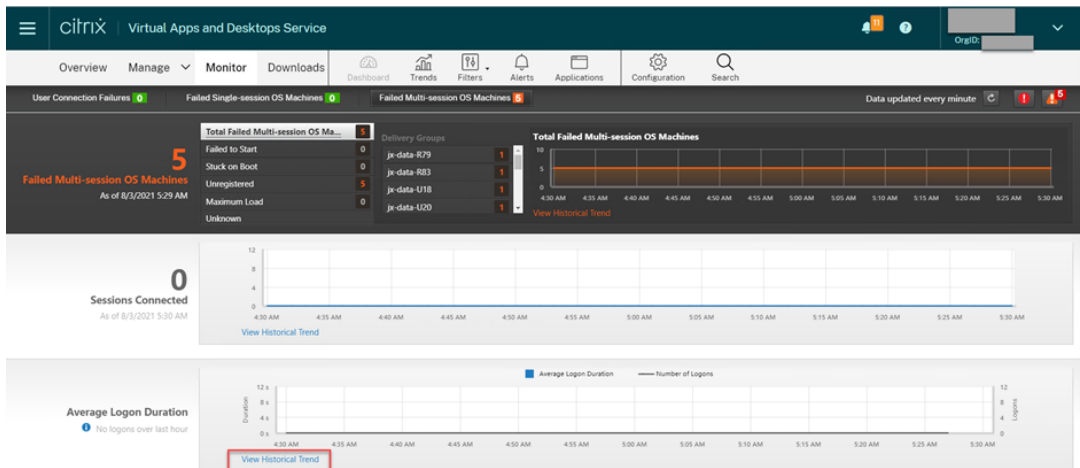 citrix | Virtual Apps and Desktops Service
11
?
OrgID:
Overview Manage Monitor Downloads
Dashboard Trends Filters Alerts Applications Configuration Search
User Connection Failures 0 Failed Single-session OS Machines 0 Failed Multi-session OS Machines 5 Data updated every minute
5
5
Failed Multi-session OS Machines
As of 8/3/2021 5:29 AM
Total Failed Multi-session OS Ma... 5
Failed to Start 0
Stuck on Boot 0
Unregistered 5
Maximum Load 0
Unknown
Delivery Groups
jx-data-R79 1
jx-data-R83 1
jx-data-U18 1
jx-data-U20 1
Total Failed Multi-session OS Machines
10
5
0
4:30 AM 4:35 AM 4:40 AM 4:45 AM 4:50 AM 4:55 AM 5:00 AM 5:05 AM 5:10 AM 5:15 AM 5:20 AM 5:25 AM 5:30 AM
View Historical Trend
0
Sessions Connected
As of 8/3/2021 5:30 AM
12
8
4
0
4:30 AM 4:35 AM 4:40 AM 4:45 AM 4:50 AM 4:55 AM 5:00 AM 5:05 AM 5:10 AM 5:15 AM 5:20 AM 5:25 AM 5:30 AM
View Historical Trend
Average Logon Duration
No logons over last hour
Average Logon Duration Number of Logons
Duration
12 s
8 s
4 s
0 s
12
8
4
0
Logons
4:30 AM 4:35 AM 4:40 AM 4:45 AM 4:50 AM 4:55 AM 5:00 AM 5:05 AM 5:10 AM 5:15 AM 5:20 AM 5:25 AM 5:30 AM
View Historical Trend